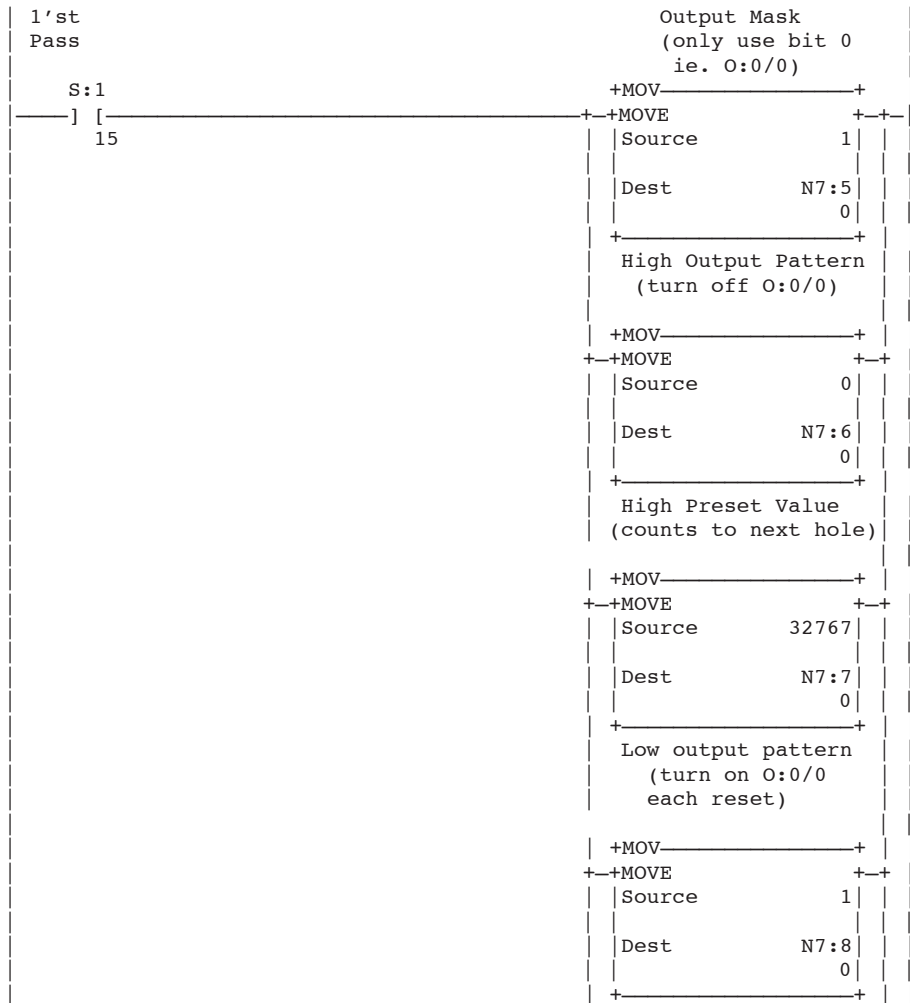 1'st Output Mask
Pass (only use bit 0
ie. O:0/0)
S:1 +MOV—+
] [ +MOVE
15 Source 1
Dest N7:5
0
High Output Pattern
(turn off O:0/0)
+MOV—+
+MOVE
Source 0
Dest N7:6
0
High Preset Value
(counts to next hole)
+MOV—+
+MOVE
Source 32767
Dest N7:7
0
Low output pattern
(turn on O:0/0
each reset)
+MOV—+
+MOVE
Source 1
Dest N7:8
0